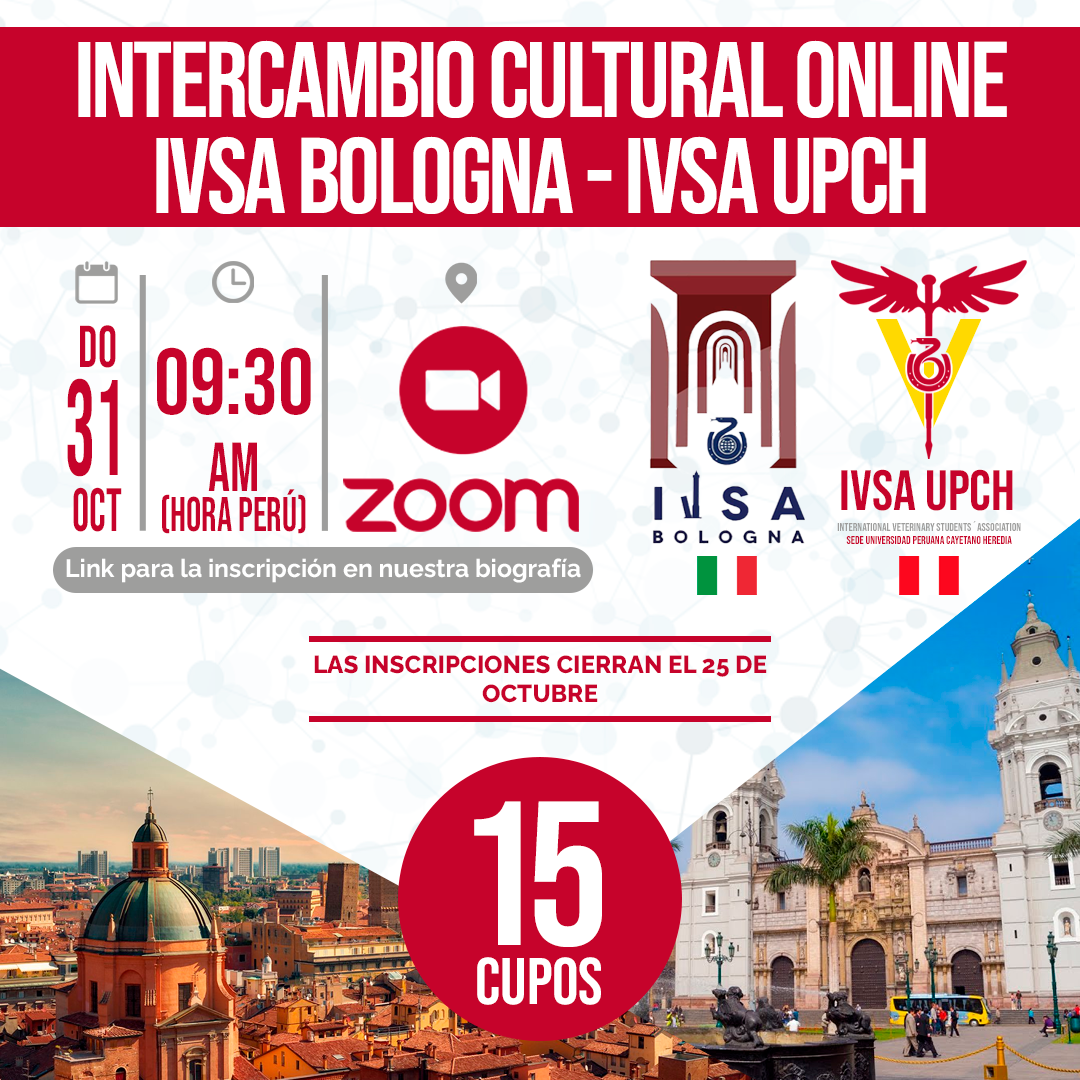 INTERCAMBIO CULTURAL ONLINE
IVSA BOLOGNA - IVSA UPCH
DO
31
OCT
09:30
AM
(HORA PERÚ)
zoom
Link para la inscripción en nuestra biografía
IVSA
BOLOGNA
V
IVSA UPCH
INTERNATIONAL VETERINARY STUDENTS´ASSOCIATION
SEDE UNIVERSIDAD PERUANA CAYETANO HEREDIA
LAS INSCRIPCIONES CIERRAN EL 25 DE
OCTUBRE
15
CUPOS